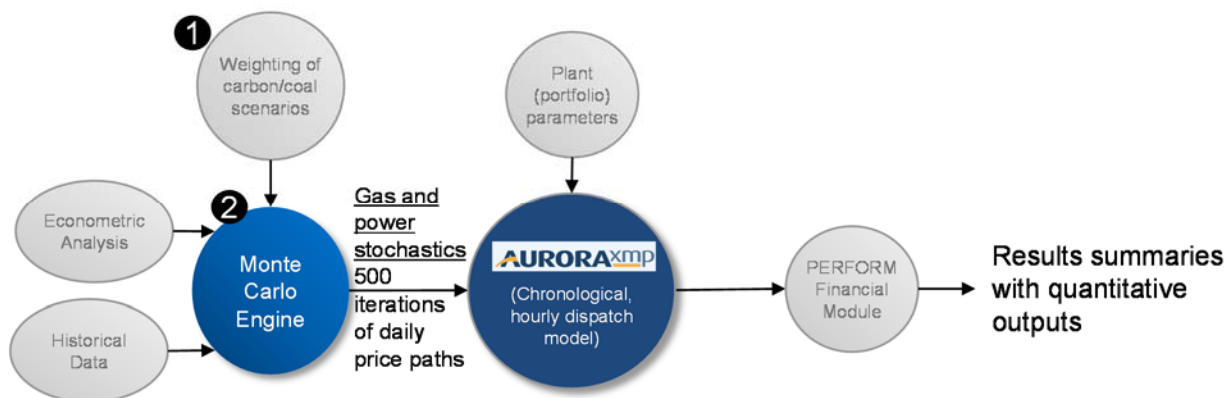 1
Weighting of
carbon/coal
scenarios
Plant
(portfolio)
parameters
Econometric
Analysis
Historical
Data
2
Monte
Carlo
Engine
Gas and
power
stochastics
500
iterations
of daily
price paths
AURORAxmp
(Chronological,
hourly dispatch
model)
PERFORM
Financial
Module
Results summaries
with quantitative
outputs